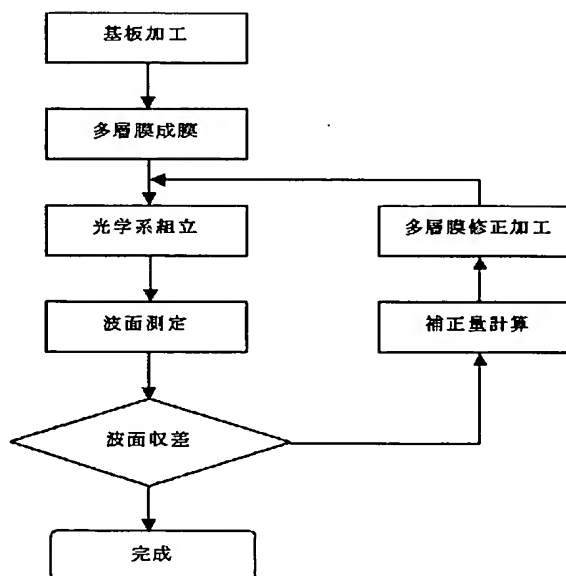 基板加工
多層膜成膜
光学系組立
多層膜修正加工
波面測定
補正量計算
波面収差
完成